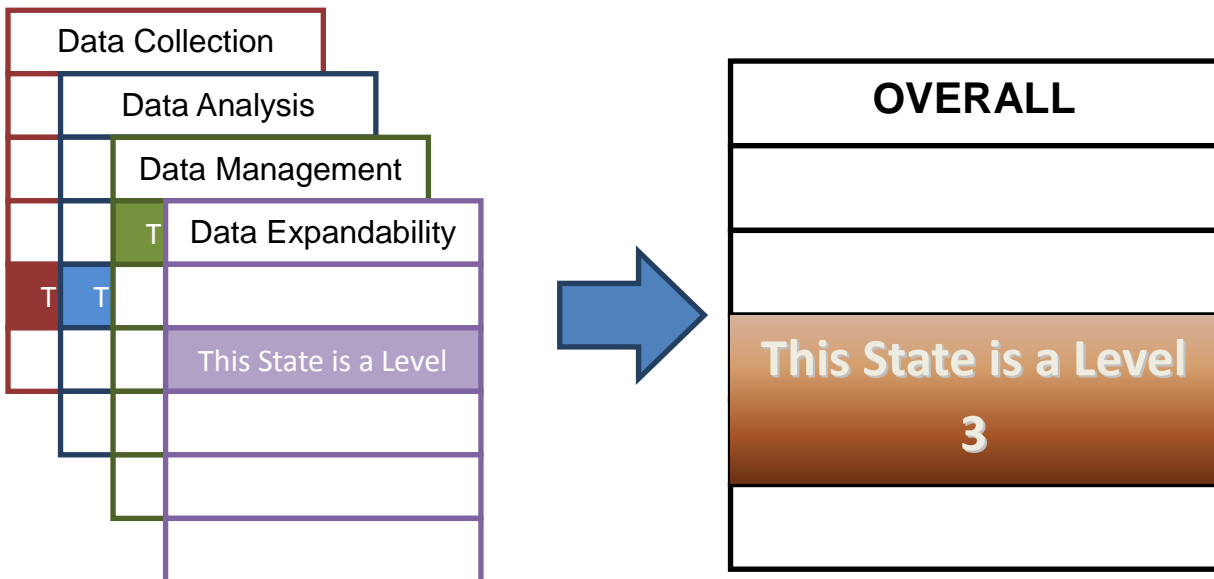 Data Collection
Data Analysis
Data Management
T
Data Expandability
T
T
This State is a Level
OVERALL
This State is a Level
3